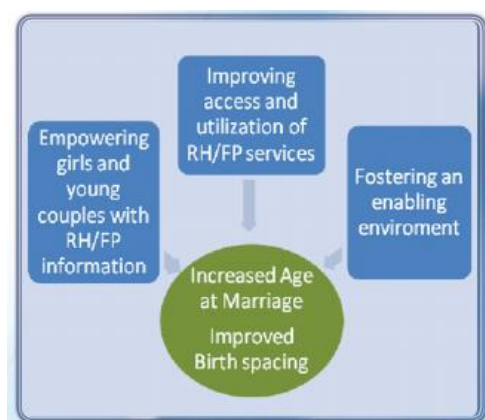 Improving
access and
utilization of
RH/FP services
Empowering
girls and
young
couples with
RH/FP
information
Fostering an
enabling
enviroment
Increased Age
at Marriage
Improved
Birth spacing